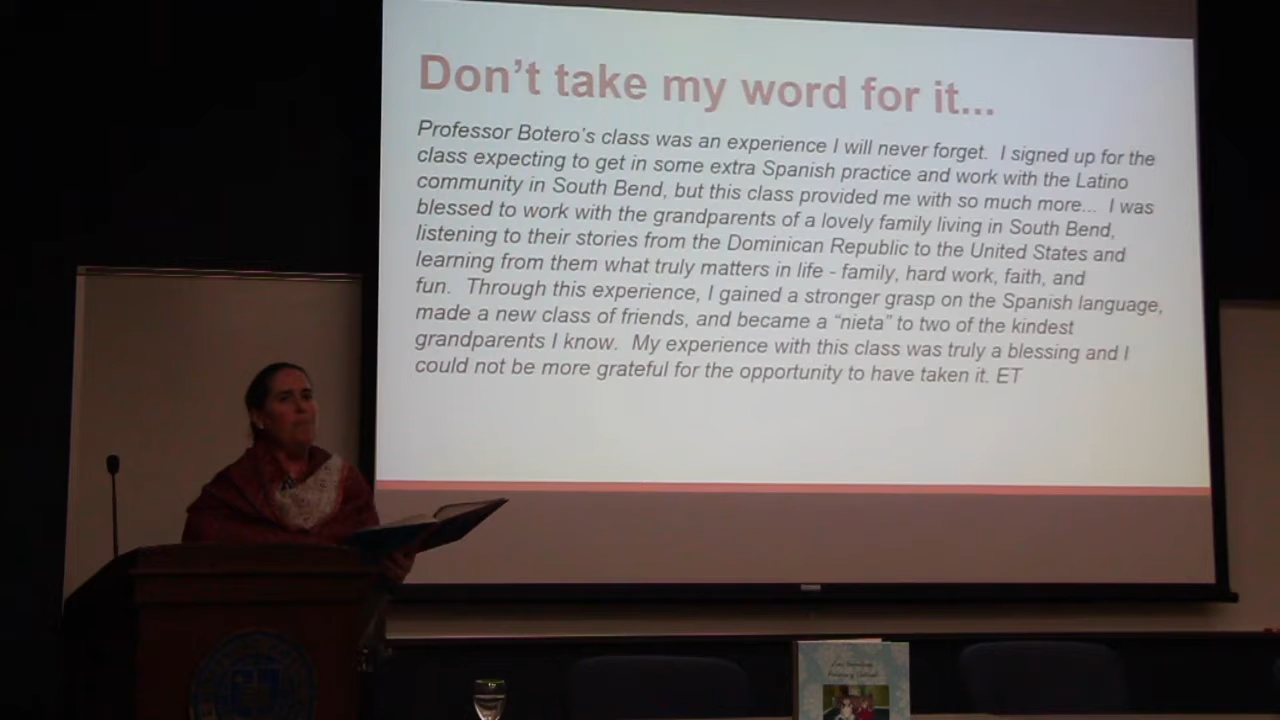 Don't take my word for it...
Professor Botero's class was an experience I will never forget.  I signed up for the
class expecting to get in some extra Spanish practice and work with the Latino
community in South Bend, but this class provided me with so much more...  I was
blessed to work with the grandparents of a lovely family living in South Bend,
listening to their stories from the Dominican Republic to the United States and
learning from them what truly matters in life - family, hard work, faith, and
fun.  Through this experience, I gained a stronger grasp on the Spanish language,
made a new class of friends, and became a "nieta" to two of the kindest
grandparents I know.  My experience with this class was truly a blessing and I
could not be more grateful for the opportunity to have taken it. ET